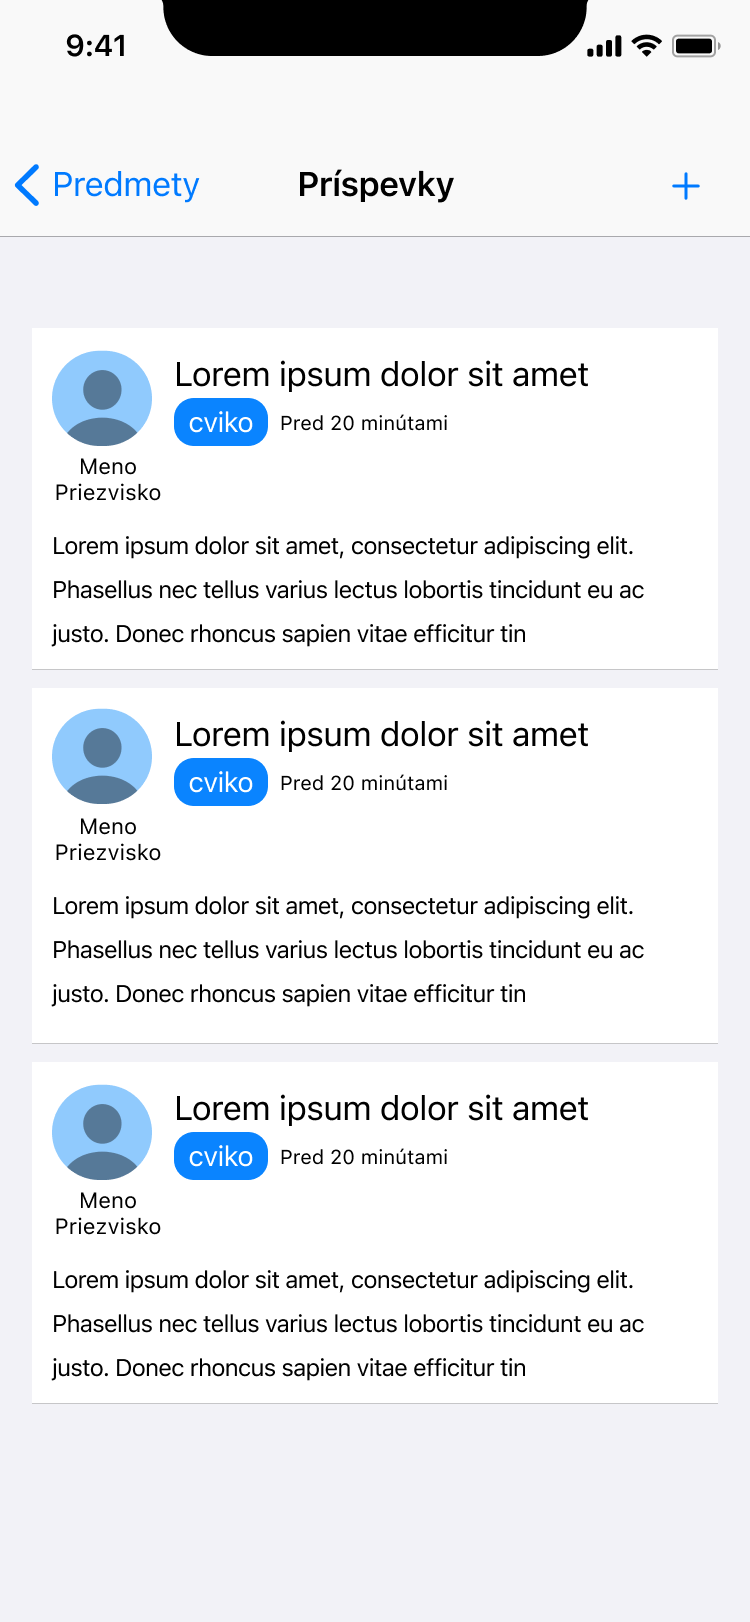 9:41
Predmety
Príspevky
Lorem ipsum dolor sit amet
cviko
Pred 20 minútami
Meno
Priezvisko
Lorem ipsum dolor sit amet, consectetur adipiscing elit.
Phasellus nec tellus varius lectus lobortis tincidunt eu ac
justo. Donec rhoncus sapien vitae efficitur tin
Lorem ipsum dolor sit amet
cviko
Pred 20 minútami
Meno
Priezvisko
Lorem ipsum dolor sit amet, consectetur adipiscing elit.
Phasellus nec tellus varius lectus lobortis tincidunt eu ac
justo. Donec rhoncus sapien vitae efficitur tin
Lorem ipsum dolor sit amet
cviko
Pred 20 minútami
Meno
Priezvisko
Lorem ipsum dolor sit amet, consectetur adipiscing elit.
Phasellus nec tellus varius lectus lobortis tincidunt eu ac
justo. Donec rhoncus sapien vitae efficitur tin